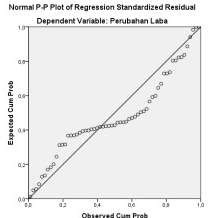 Normal P-P Plot of Regression Standardized Residual
Dependent Variable: Perubahan Laba
1,0
0,8
0,6
0,4
0,2
0,0
Expected Cum Prob
0,0 0,2 0,4 0,6 0,8 1,0
Observed Cum Prob